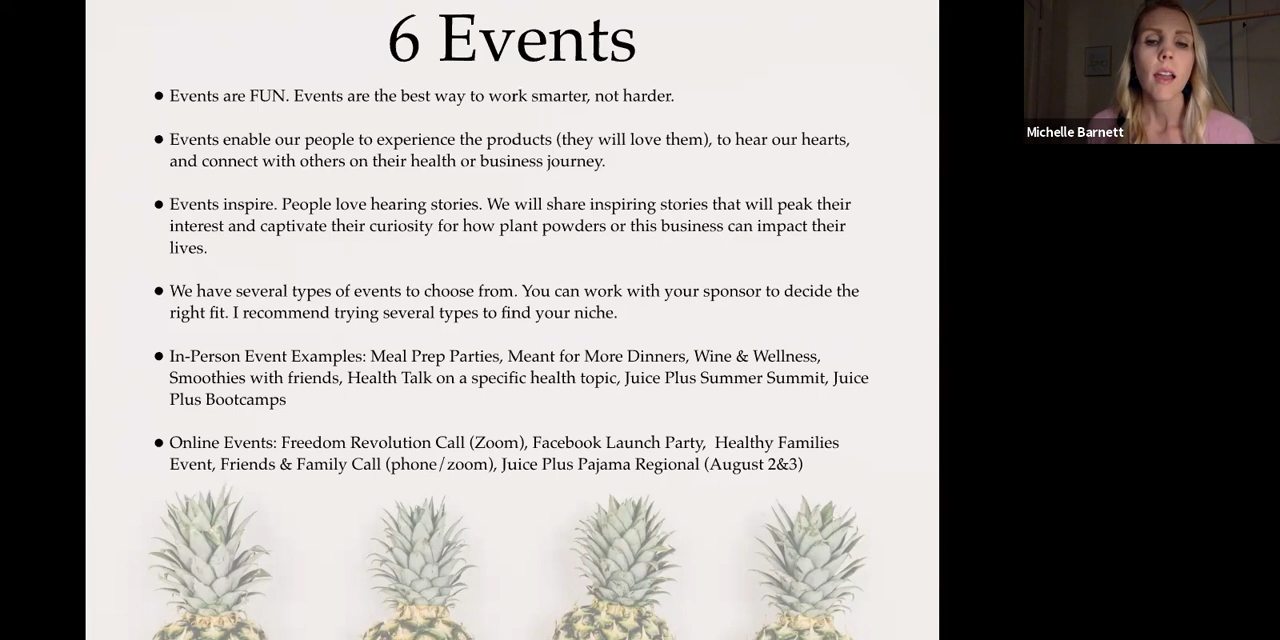 6 Events
● Events are FUN. Events are the best way to work smarter, not harder.
● Events enable our people to experience the products (they will love them), to hear our hearts,
and connect with others on their health or business journey.
● Events inspire. People love hearing stories. We will share inspiring stories that will peak their
interest and captivate their curiosity for how plant powders or this business can impact their
lives.
● We have several types of events to choose from. You can work with your sponsor to decide the
right fit. I recommend trying several types to find your niche.
● In-Person Event Examples: Meal Prep Parties, Meant for More Dinners, Wine & Wellness,
Smoothies with friends, Health Talk on a specific health topic, Juice Plus Summer Summit, Juice
Plus Bootcamps
● Online Events: Freedom Revolution Call (Zoom), Facebook Launch Party,  Healthy Families
Event, Friends & Family Call (phone/zoom), Juice Plus Pajama Regional (August 2&3)
Michelle Barnett